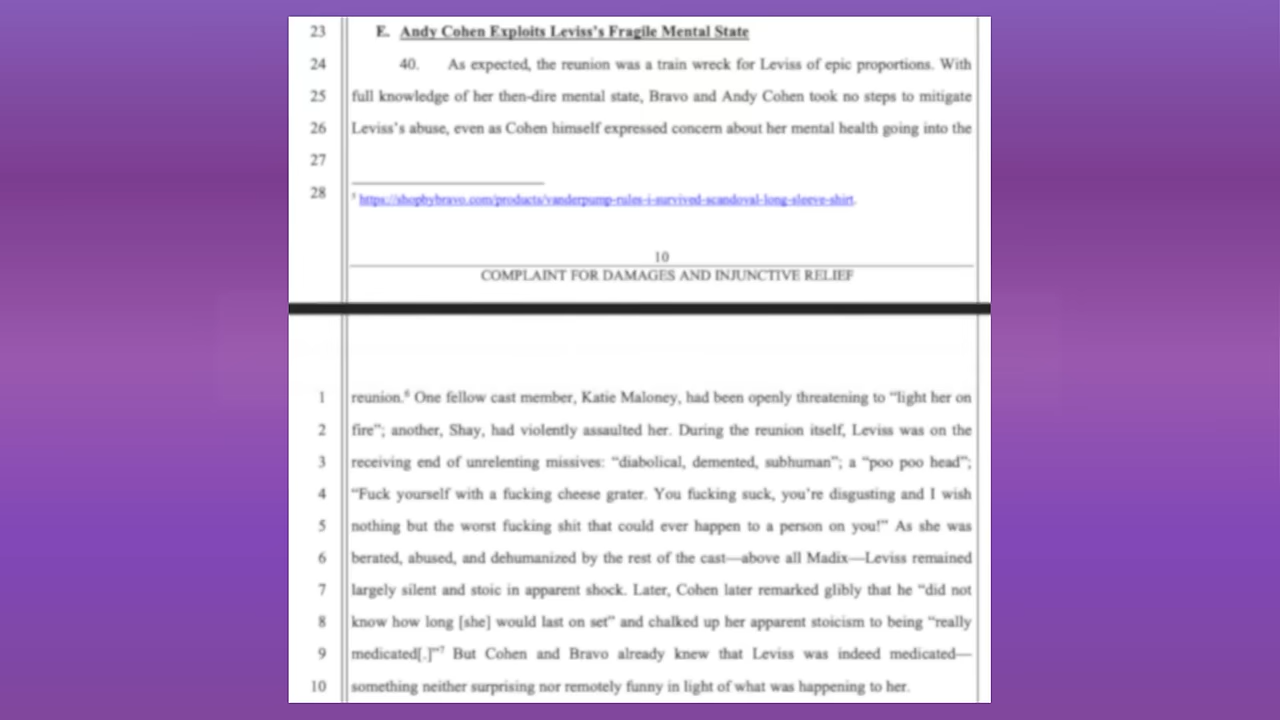 23 E. Andy Cohen Exploits Leviss's Fragile Mental State
24 40. As expected, the reunion was a train wreck for Leviss of epic proportions. With
25 full knowledge of her then-dire mental state, Bravo and Andy Cohen took no steps to mitigate
26 Leviss's abuse, even as Cohen himself expressed concern about her mental health going into the
27
28 ⁵ https://shopbybravo.com/products/vanderpump-rules-i-survived-scandoval-long-sleeve-shirt.
10
COMPLAINT FOR DAMAGES AND INJUNCTIVE RELIEF
1 reunion.⁶ One fellow cast member, Katie Maloney, had been openly threatening to “light her on
2 fire”; another, Shay, had violently assaulted her. During the reunion itself, Leviss was on the
3 receiving end of unrelenting missives: “diabolical, demented, subhuman”; a “poo poo head”;
4 “Fuck yourself with a fucking cheese grater. You fucking suck, you’re disgusting and I wish
5 nothing but the worst fucking shit that could ever happen to a person on you!” As she was
6 berated, abused, and dehumanized by the rest of the cast—above all Madix—Leviss remained
7 largely silent and stoic in apparent shock. Later, Cohen later remarked glibly that he “did not
8 know how long [she] would last on set” and chalked up her apparent stoicism to being “really
9 medicated[.]”⁷ But Cohen and Bravo already knew that Leviss was indeed medicated—
10 something neither surprising nor remotely funny in light of what was happening to her.